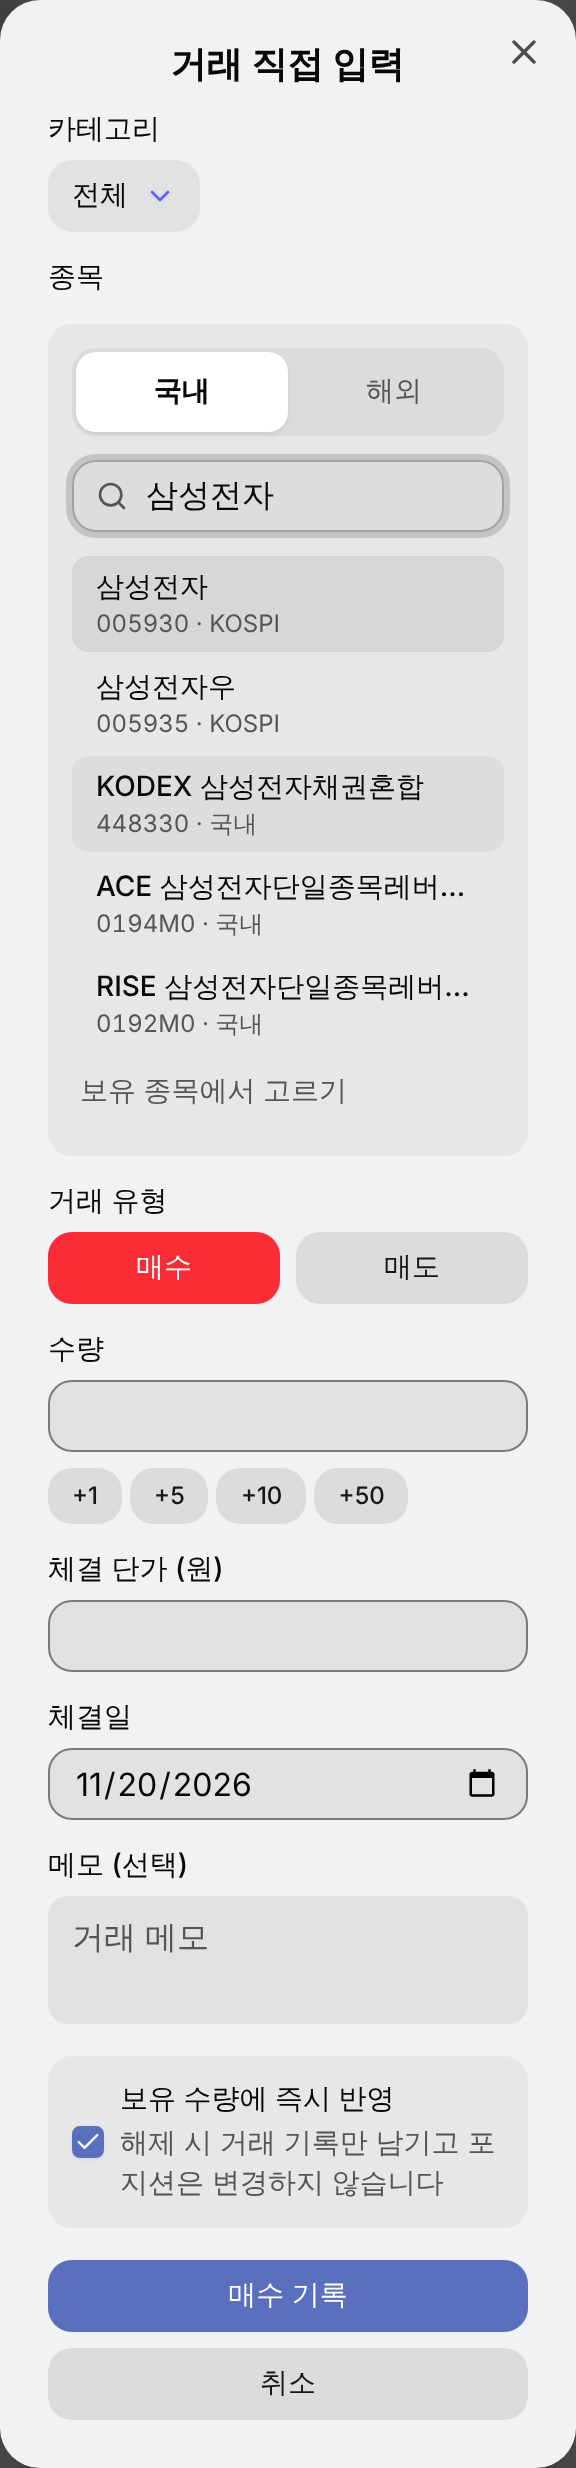 거래 직접 입력
카테고리
전체
종목
국내
해외
삼성전자
삼성전자
005930 · KOSPI
삼성전자우
005935 · KOSPI
KODEX 삼성전자채권혼합
448330 · 국내
ACE 삼성전자단일종목레버...
0194M0 · 국내
RISE 삼성전자단일종목레버...
0192M0 · 국내
보유 종목에서 고르기
거래 유형
매수
매도
수량
+1
+5
+10
+50
체결 단가 (원)
체결일
11/20/2026
메모 (선택)
거래 메모
보유 수량에 즉시 반영
해제 시 거래 기록만 남기고 포
지션은 변경하지 않습니다
매수 기록
취소